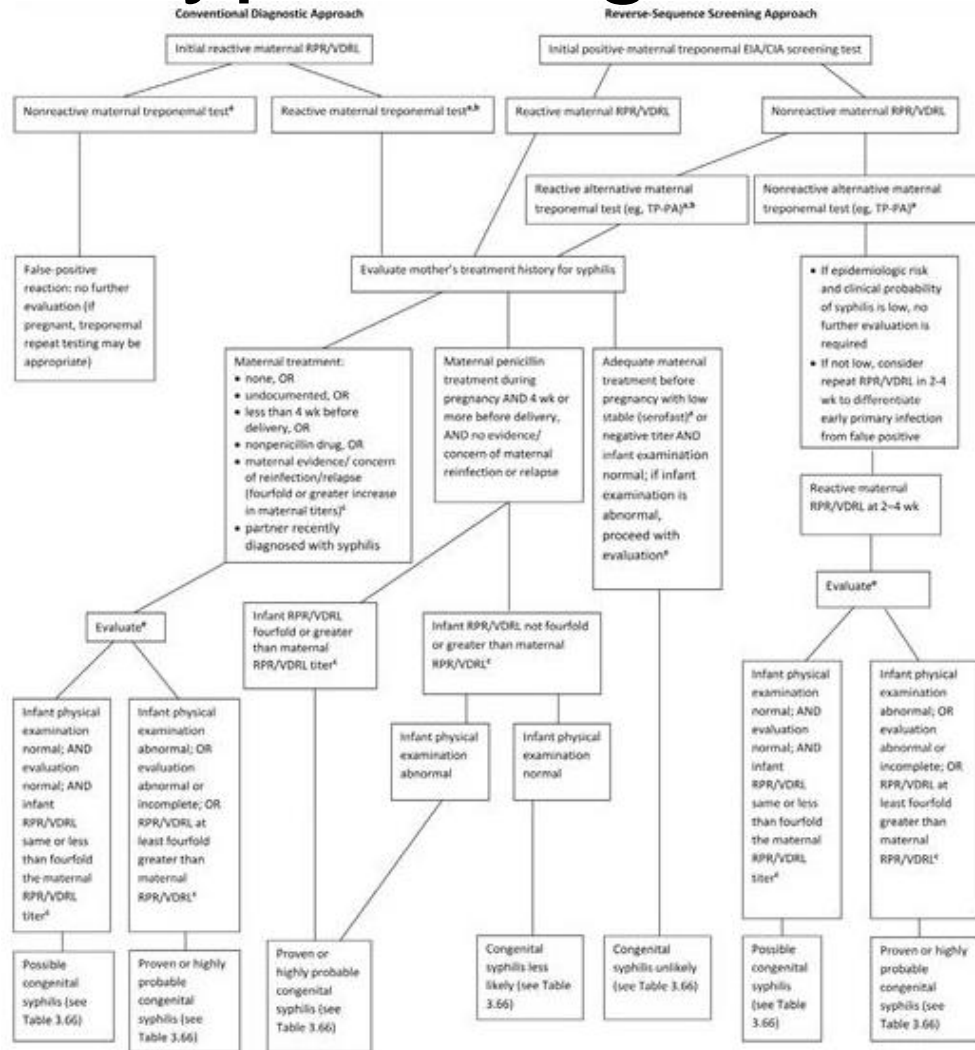 Conventional Diagnostic Approach
Reverse-Sequence Screening Approach
Initial reactive maternal RPR/VDRL
Initial positive maternal treponemal EIA/CIA screening test
Nonreactive maternal treponemal test
Reactive maternal treponemal testa,b
Reactive maternal RPR/VDRL
Nonreactive maternal RPR/VDRL
Reactive alternative maternal
treponemal test (eg, TP-PA)a,b
Nonreactive alternative maternal
treponemal test (eg, TP-PA)
False-positive
reaction: no further
evaluation (if
pregnant, treponemal
repeat testing may be
appropriate)
Evaluate mother's treatment history for syphilis
• If epidemiologic risk
and clinical probability
of syphilis is low, no
further evaluation is
required
• If not low, consider
repeat RPR/VDRL in 2-4
wk to differentiate
early primary infection
from false positive
Maternal treatment:
• none, OR
• undocumented, OR
• less than 4 wk before
delivery, OR
• nonpenicillin drug, OR
• maternal evidence/ concern
of reinfection/relapse
(fourfold or greater increase
in maternal titers)c
• partner recently
diagnosed with syphilis
Maternal penicillin
treatment during
pregnancy AND 4 wk or
more before delivery,
AND no evidence/
concern of maternal
reinfection or relapse
Adequate maternal
treatment before
pregnancy with low
stable (serofast) or
negative titer AND
infant examination
normal; if infant
examination is
abnormal,
proceed with
evaluatione
Reactive maternal
RPR/VDRL at 2–4 wk
Evaluatee
Infant RPR/VDRL
fourfold or greater
than maternal
RPR/VDRL titerc
Infant RPR/VDRL not fourfold
or greater than maternal
RPR/VDRLc
Evaluatee
Infant physical
examination
normal; AND
evaluation
normal; AND
infant
RPR/VDRL
same or less
than fourfold
the maternal
RPR/VDRL
titerc
Infant physical
examination
abnormal; OR
evaluation
abnormal or
incomplete; OR
RPR/VDRL at
least fourfold
greater than
maternal
RPR/VDRLc
Infant physical
examination
abnormal
Infant physical
examination
normal
Infant physical
examination
normal; AND
evaluation
normal; AND
infant
RPR/VDRL
same or less
than fourfold
the maternal
RPR/VDRL
titerc
Infant physical
examination
abnormal; OR
evaluation
abnormal or
incomplete; OR
RPR/VDRL at
least fourfold
greater than
maternal
RPR/VDRLc
Possible
congenital
syphilis (see
Table 3.66)
Proven or highly
probable
congenital
syphilis (see
Table 3.66)
Proven or
highly probable
congenital
syphilis (see
Table 3.66)
Congenital
syphilis less
likely (see Table
3.66)
Congenital
syphilis unlikely
(see Table 3.66)
Possible
congenital
syphilis
(see Table
3.66)
Proven or highly
probable
congenital
syphilis (see
Table 3.66)